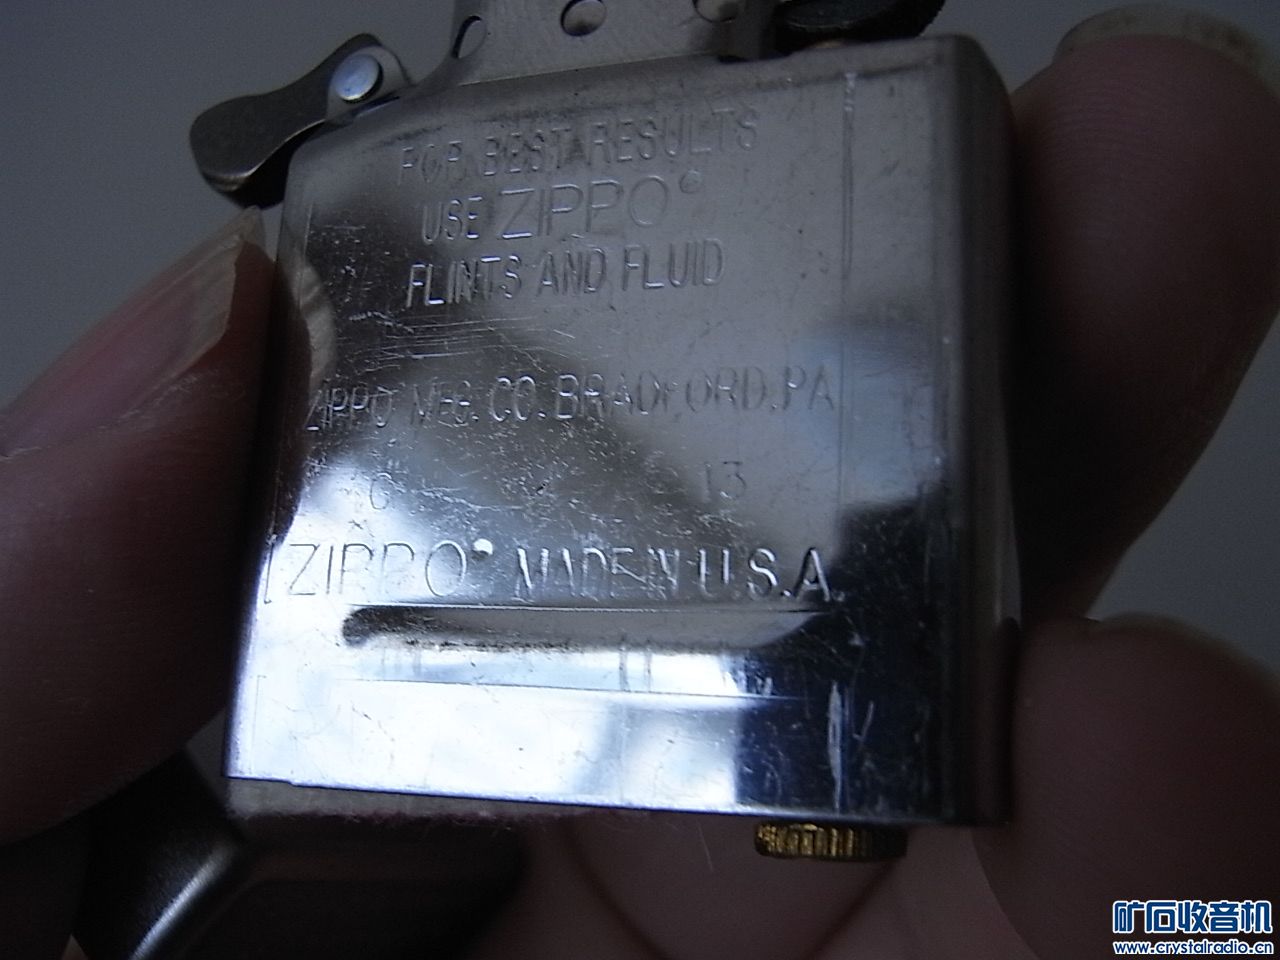 FOR BEST RESULTS
USE ZIPPO®
FLINTS AND FLUID
ZIPPO MFG. CO. BRADFORD, PA
G 13
ZIPPO® MADE IN U.S.A.
矿石收音机
www.crystalradio.cn